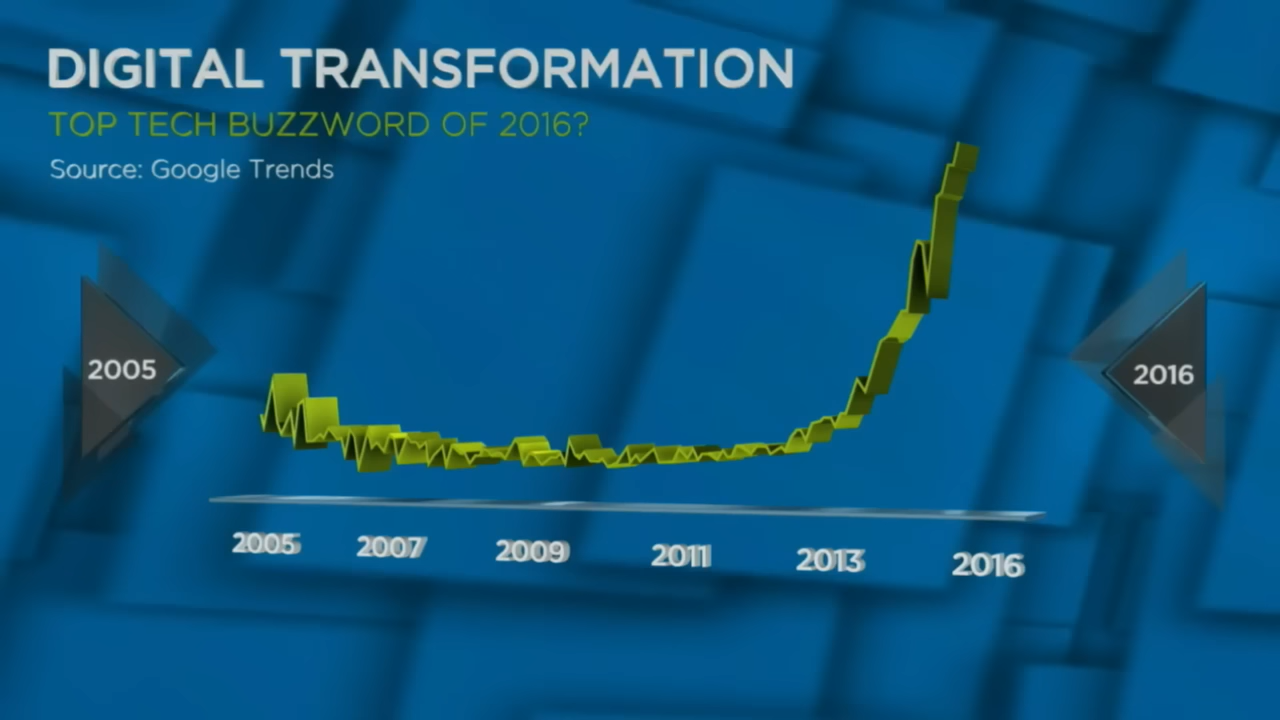 DIGITAL TRANSFORMATION
TOP TECH BUZZWORD OF 2016?
Source: Google Trends
2005
2016
2005 2007 2009 2011 2013 2016